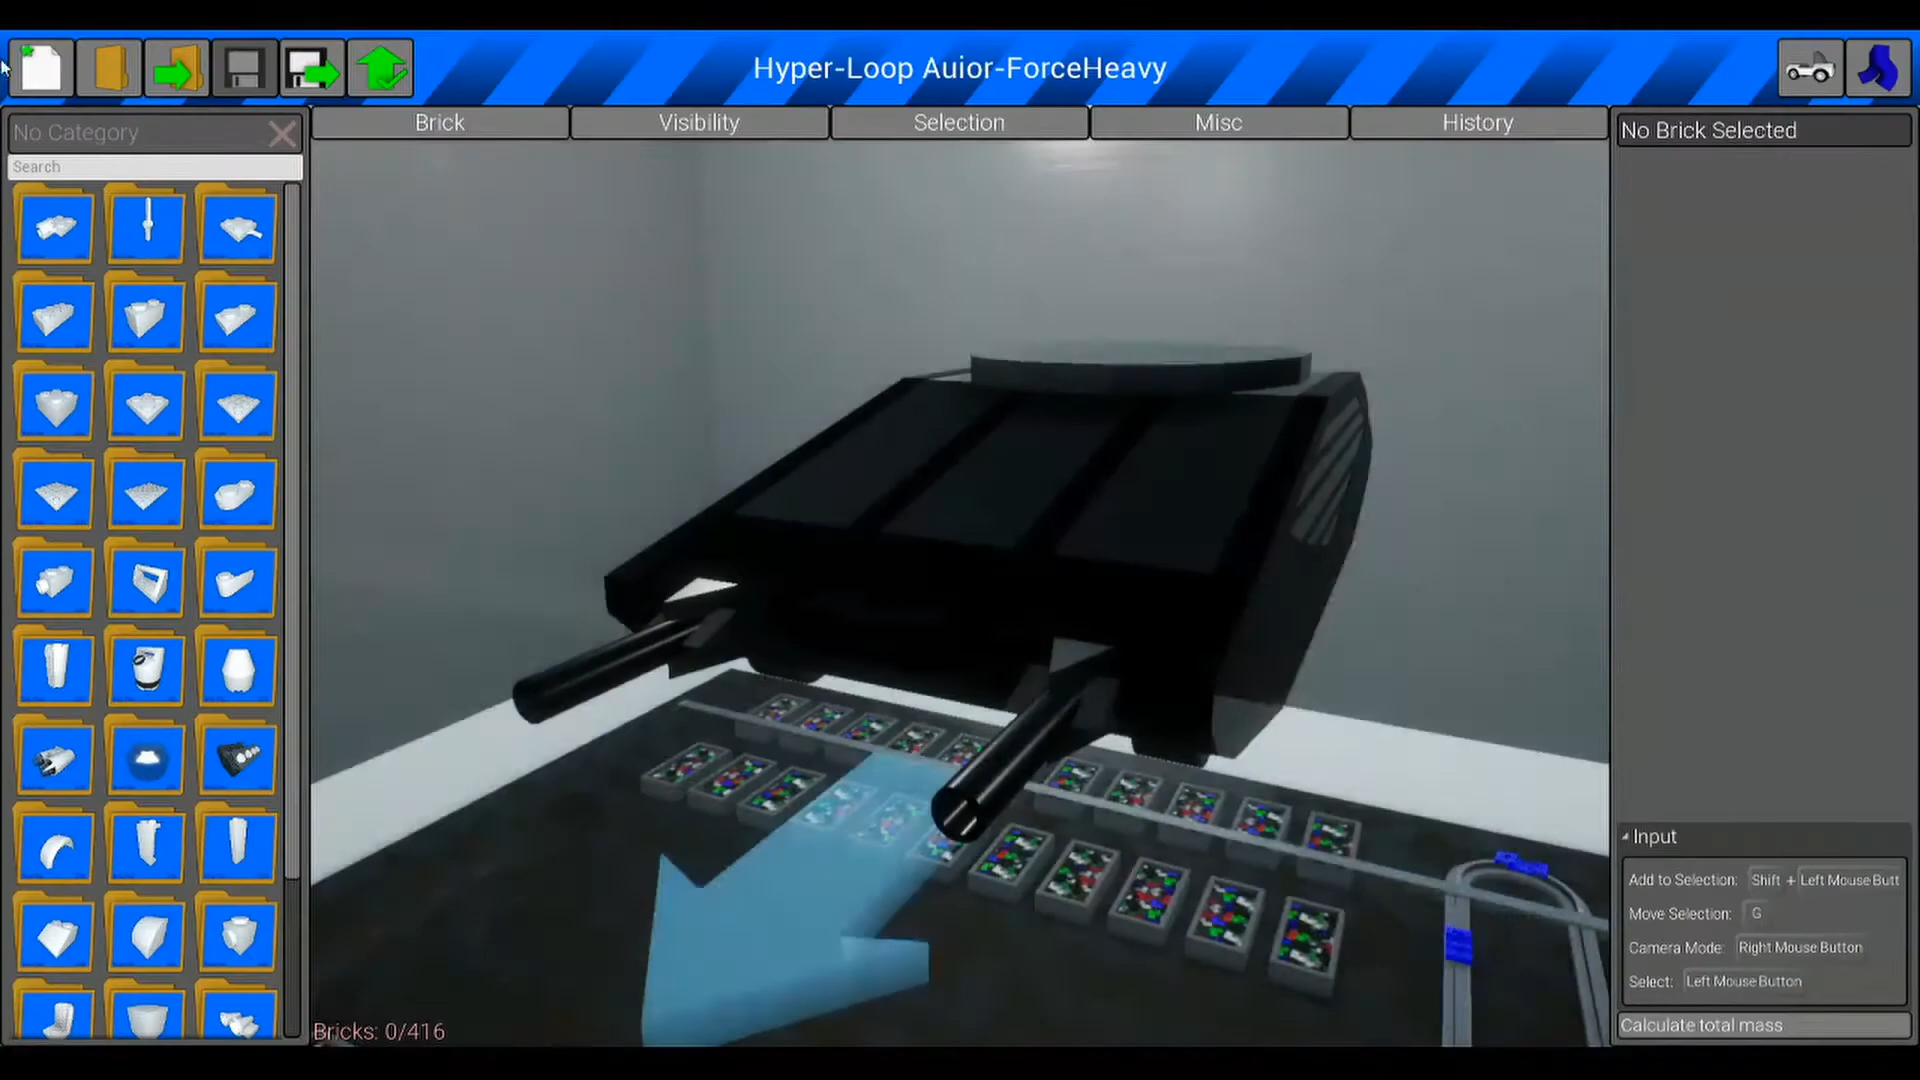 Hyper-Loop Auior-ForceHeavy
No Category
Search
Brick
Visibility
Selection
Misc
History
No Brick Selected
Bricks: 0/416
Input
Add to Selection: Shift + Left Mouse Butt
Move Selection: G
Camera Mode: Right Mouse Button
Select: Left Mouse Button
Calculate total mass